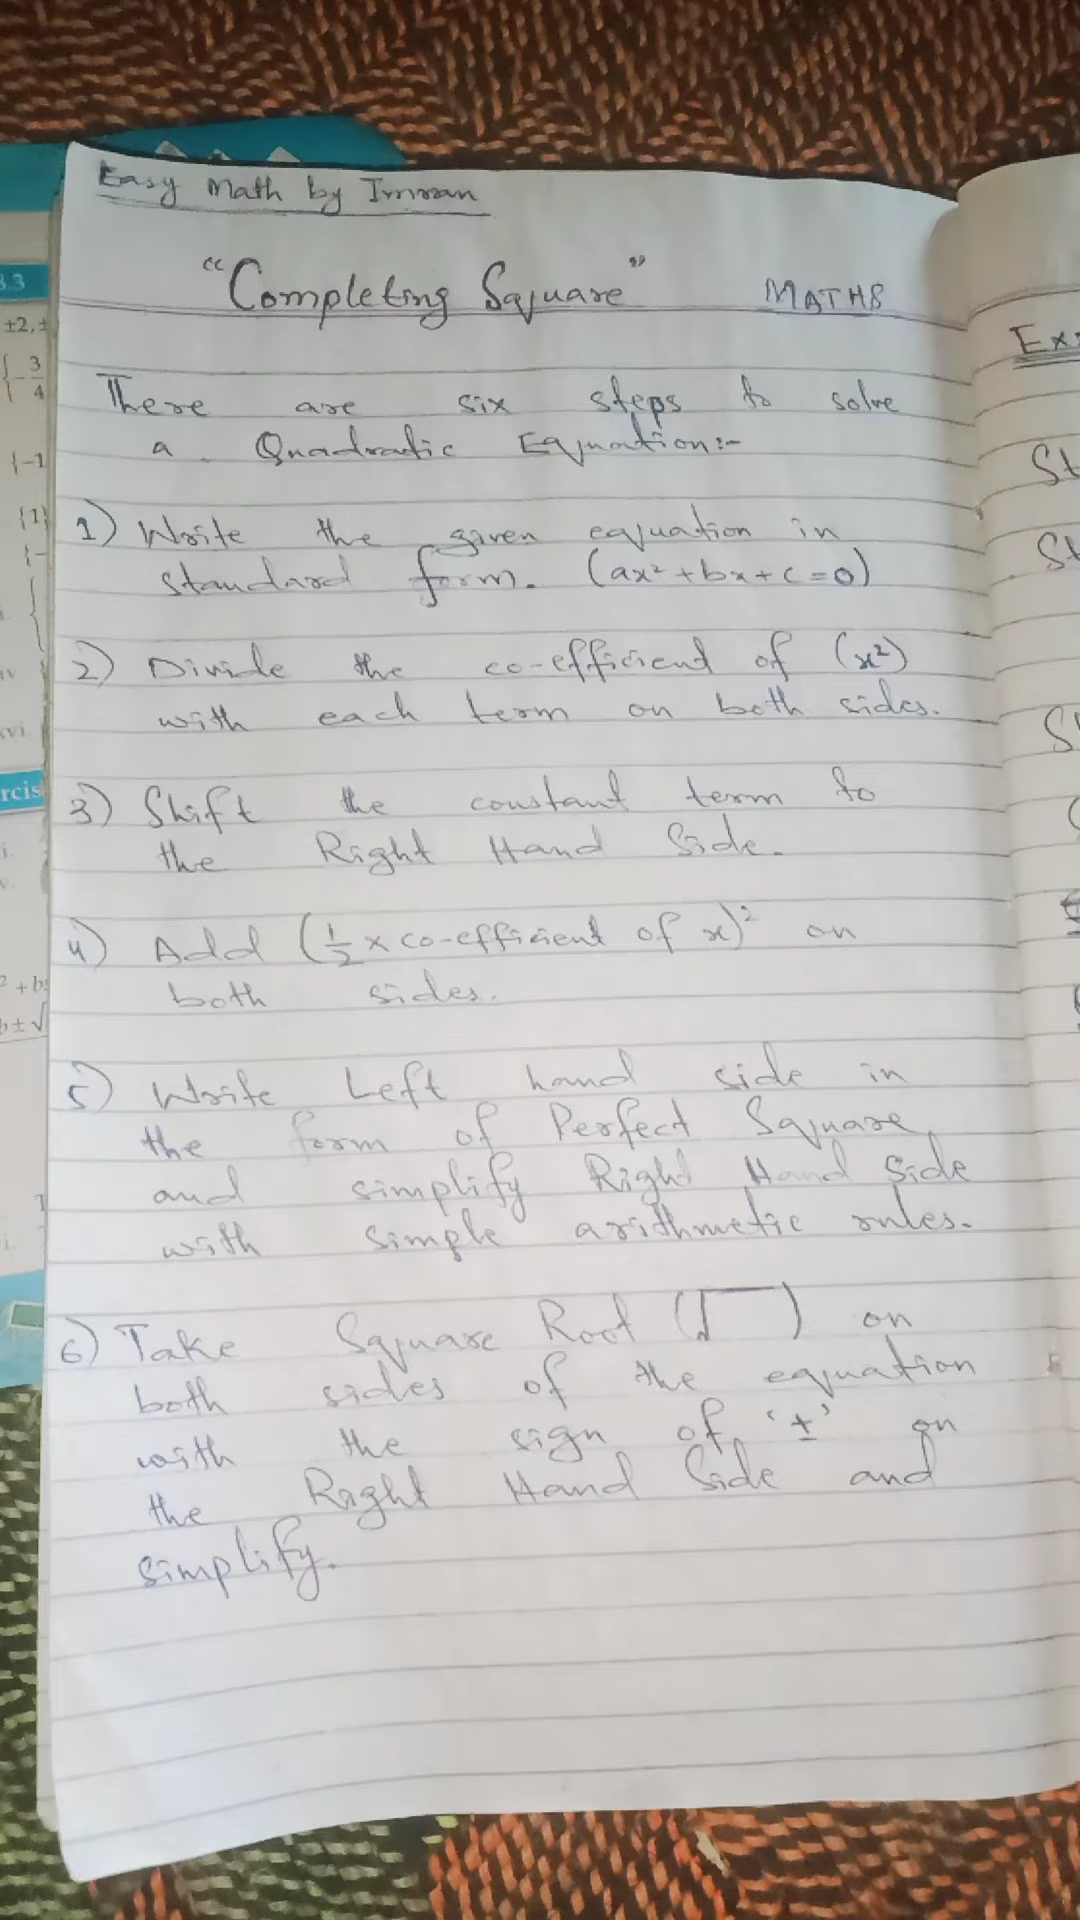 Easy Math by Imran
"Completing Square" MATHS
There are six steps to solve
a Quadratic Equation:-
1) Write the given equation in
standard form. (ax² + bx + c = 0)
2) Divide the co-efficient of (x²)
with each term on both sides.
3) Shift the constant term to
the Right Hand Side.
4) Add (1/2 x co-efficient of x)² on
both sides.
5) Write Left hand side in
the form of Perfect Square,
and simplify Right Hand Side
with simple arithmetic rules.
6) Take Square Root (√ ) on
both sides of the equation
with the sign of '±' on
the Right Hand Side and
simplify.